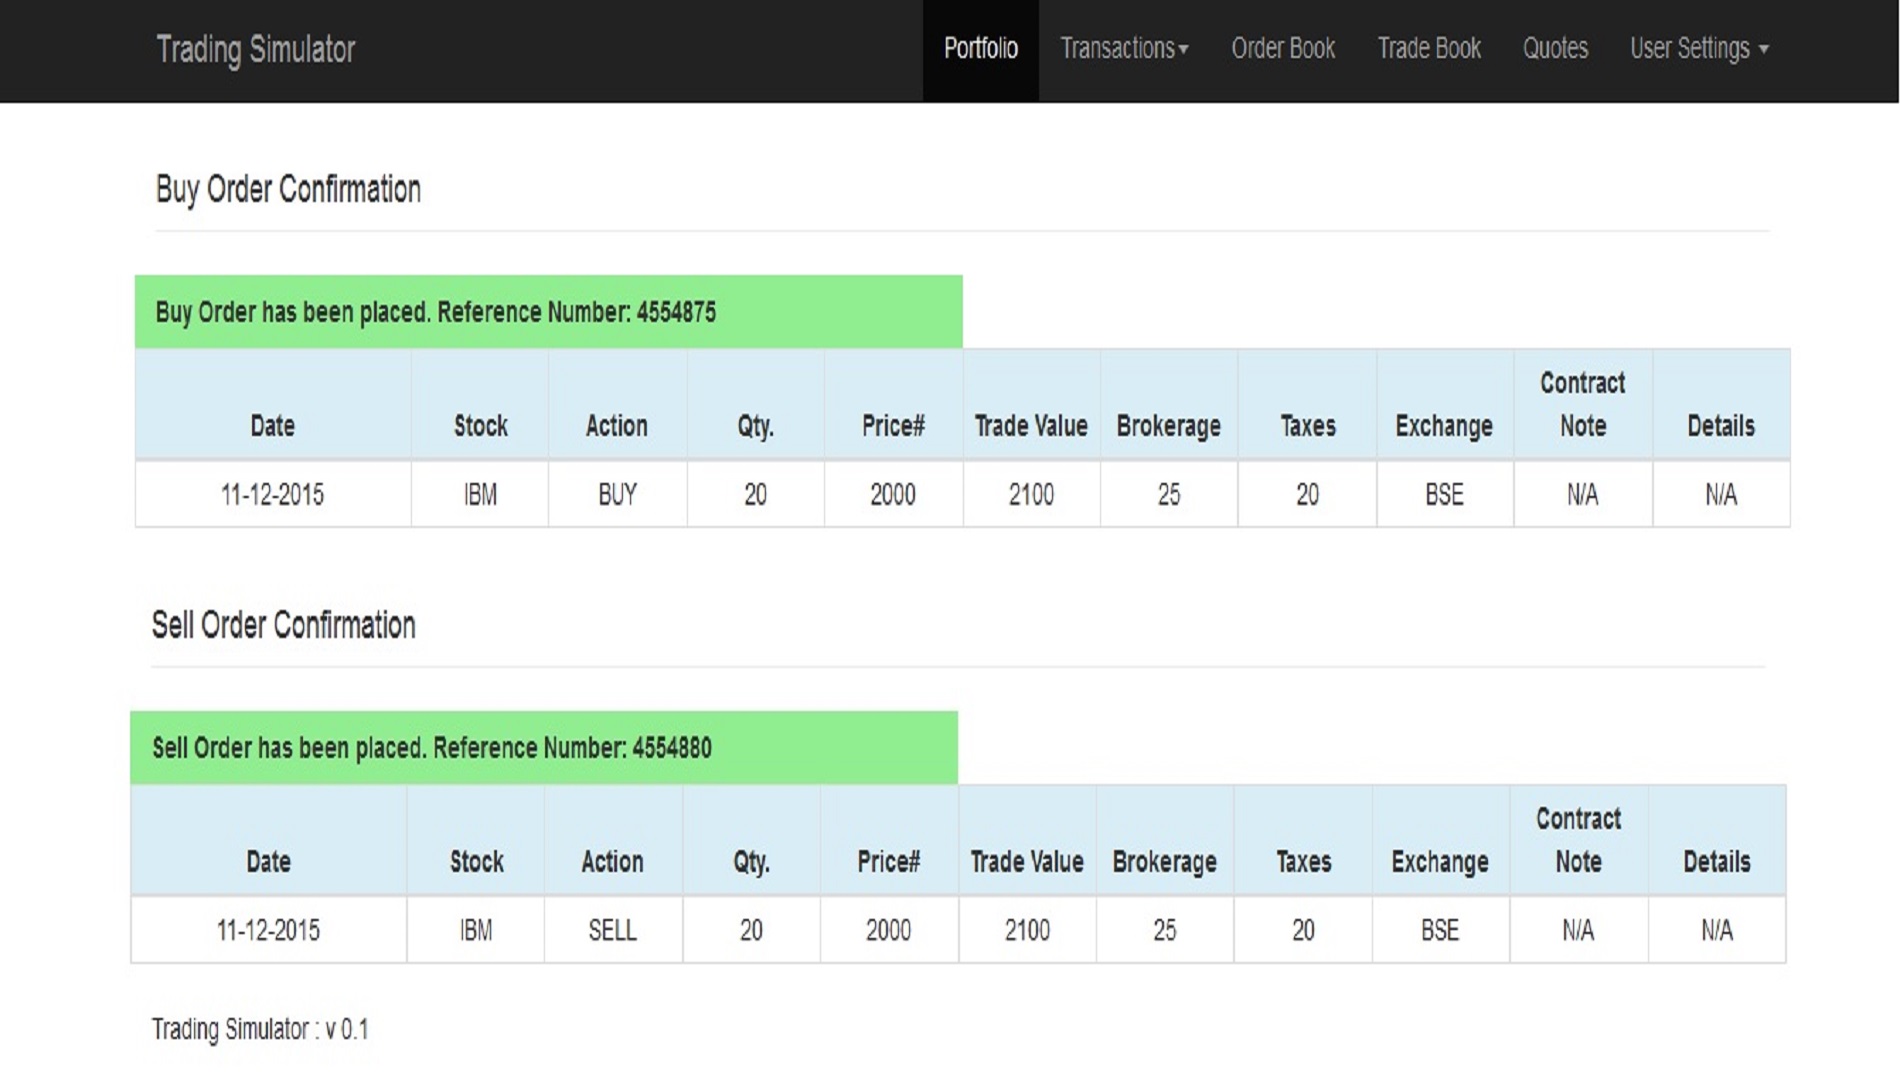 Trading Simulator Portfolio Transactions Order Book Trade Book Quotes User Settings
Buy Order Confirmation
Buy Order has been placed. Reference Number: 4554875
Date Stock Action Qty. Price# Trade Value Brokerage Taxes Exchange Contract Note Details
11-12-2015 IBM BUY 20 2000 2100 25 20 BSE N/A N/A
Sell Order Confirmation
Sell Order has been placed. Reference Number: 4554880
Date Stock Action Qty. Price# Trade Value Brokerage Taxes Exchange Contract Note Details
11-12-2015 IBM SELL 20 2000 2100 25 20 BSE N/A N/A
Trading Simulator : v 0.1